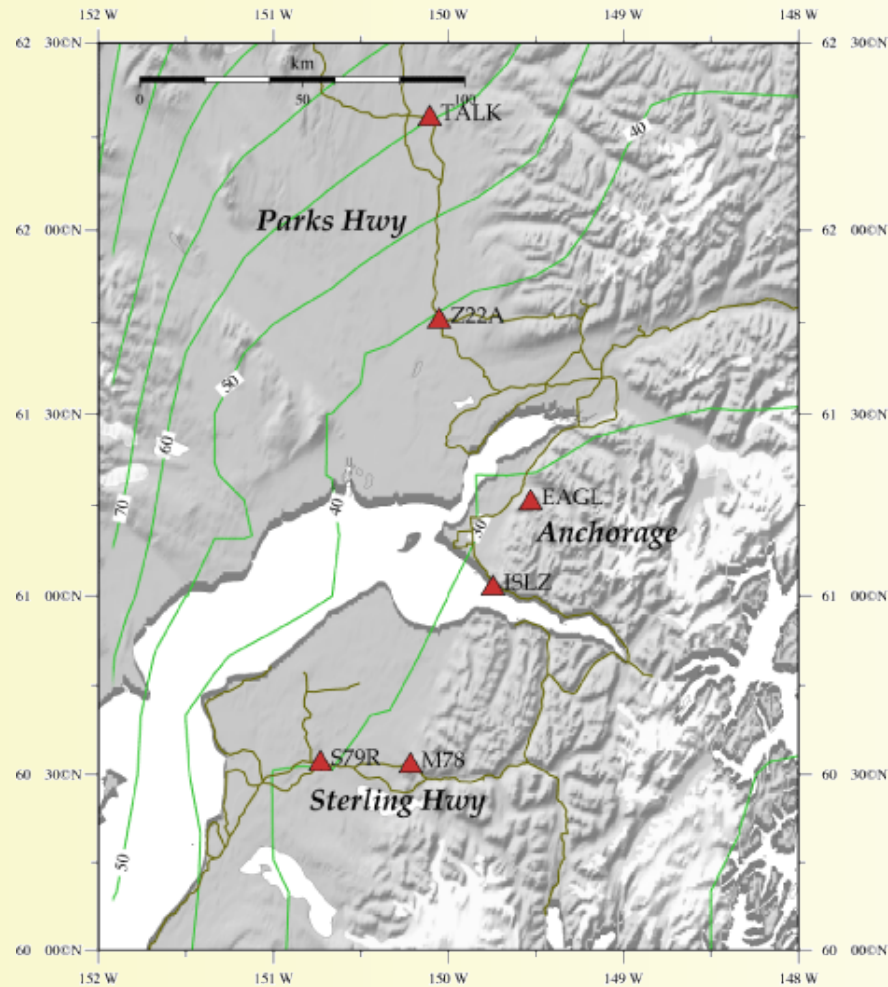 152 W 151 W 150 W 149 W 148 W
62 30©N 62 30©N
km
0 50 100
TALK
40
62 00©N 62 00©N
Parks Hwy
Z22A
50
61 30©N 61 30©N
60
EAGL
70 40 30 Anchorage
ISLZ
61 00©N 61 00©N
S79R M78
60 30©N 60 30©N
Sterling Hwy
50
60 00©N 60 00©N
152 W 151 W 150 W 149 W 148 W